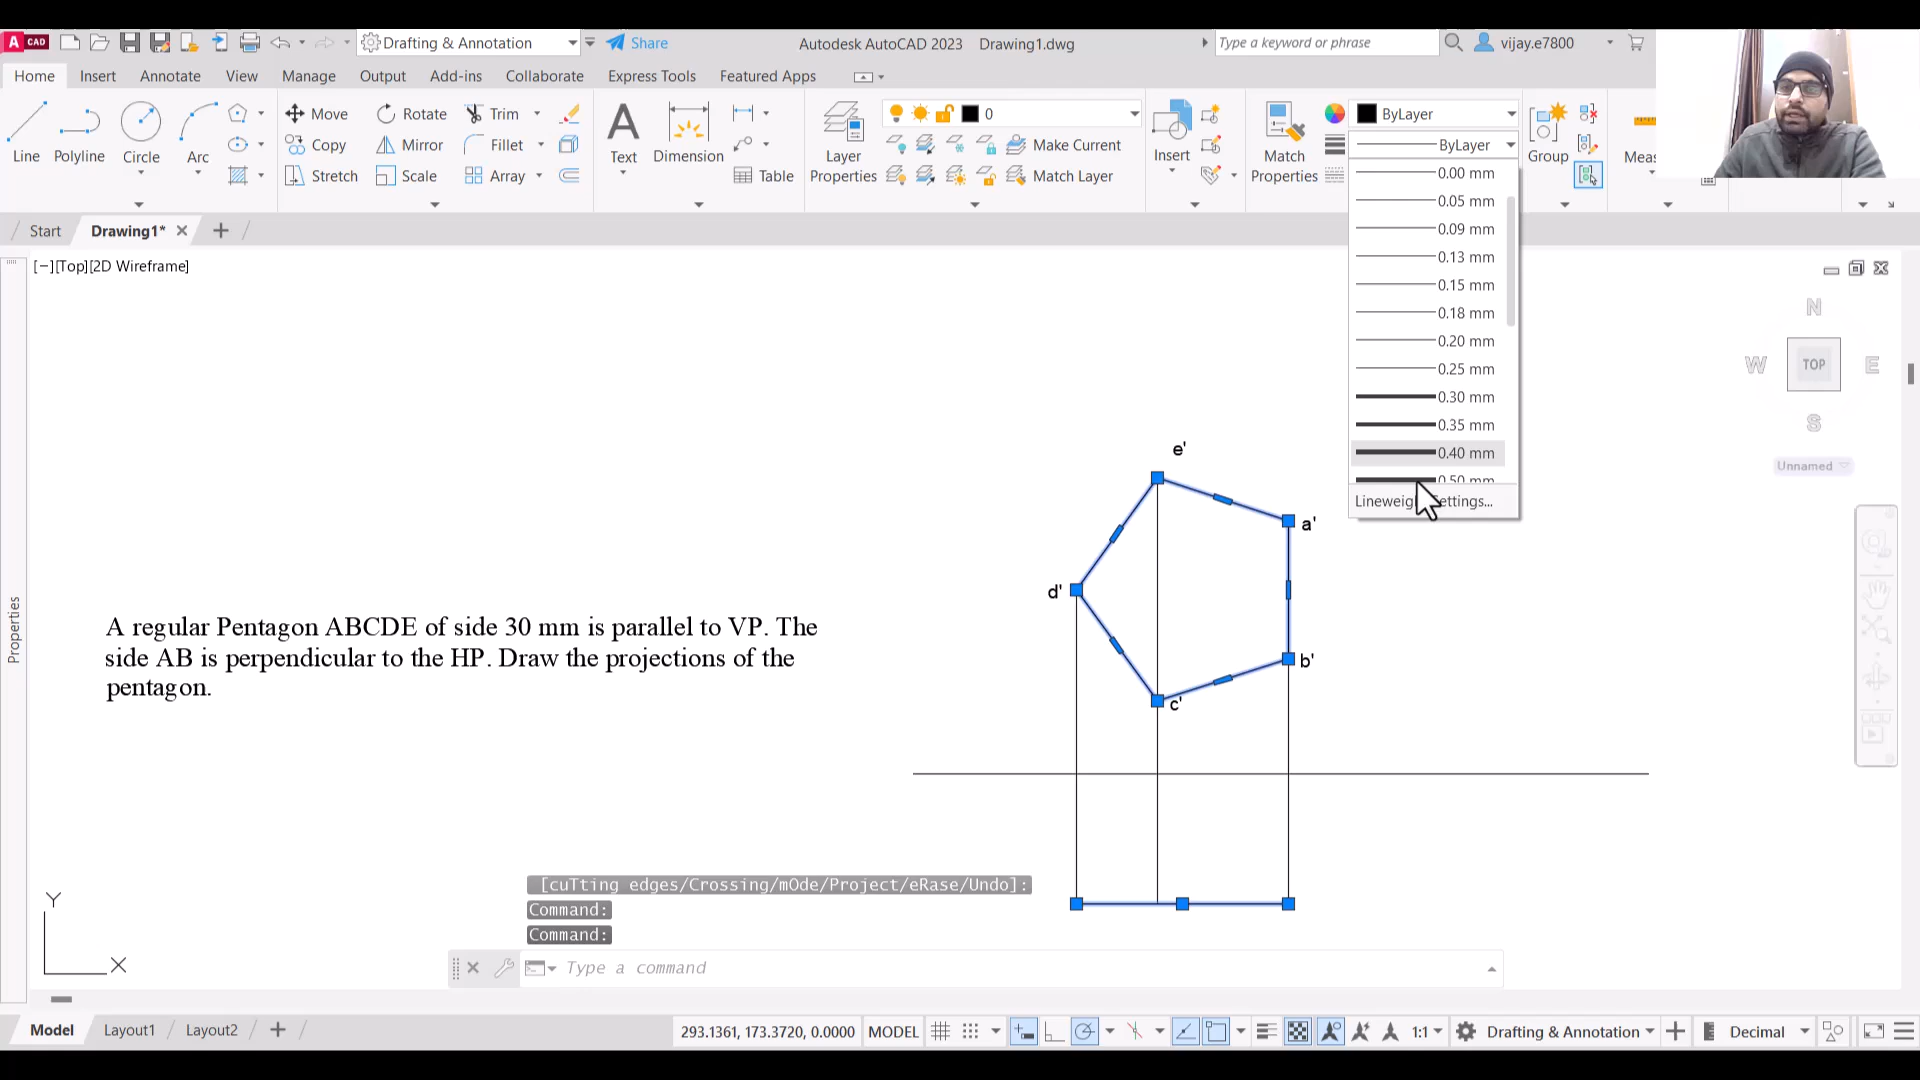 A CAD
Drafting & Annotation
Share
Autodesk AutoCAD 2023 Drawing1.dwg
Type a keyword or phrase
vijay.e7800
Home Insert Annotate View Manage Output Add-ins Collaborate Express Tools Featured Apps
Line
Polyline
Circle
Arc
Move
Rotate
Trim
Copy
Mirror
Fillet
Stretch
Scale
Array
Text
Dimension
Table
Layer
Properties
0
Make Current
Match Layer
Insert
Match
Properties
ByLayer
ByLayer
Group
0.00 mm
0.05 mm
0.09 mm
0.13 mm
0.15 mm
0.18 mm
0.20 mm
0.25 mm
0.30 mm
0.35 mm
0.40 mm
0.50 mm
Start
Drawing1*
[−][Top][2D Wireframe]
N
W
TOP
E
S
Unnamed
Properties
e'
a'
d'
b'
c'
A regular Pentagon ABCDE of side 30 mm is parallel to VP. The
side AB is perpendicular to the HP. Draw the projections of the
pentagon.
[cuTting edges/Crossing/mOde/Project/eRase/Undo]:
Command:
Command:
Type a command
Y
X
Model
Layout1
Layout2
293.1361, 173.3720, 0.0000
MODEL
1:1
Drafting & Annotation
Decimal